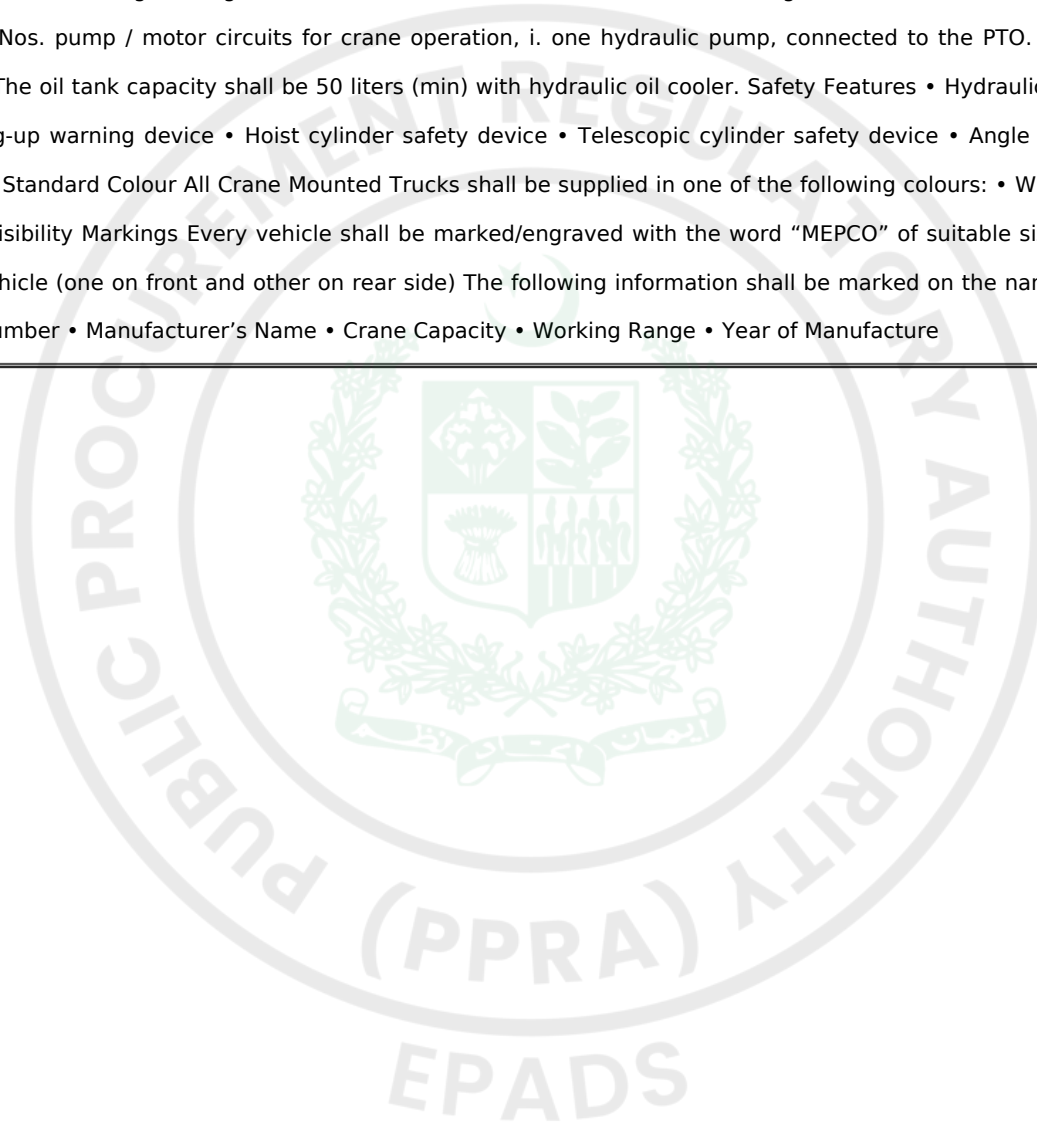 Nos. pump / motor circuits for crane operation, i. one hydraulic pump, connected to the PTO.
The oil tank capacity shall be 50 liters (min) with hydraulic oil cooler. Safety Features • Hydraulic
g-up warning device • Hoist cylinder safety device • Telescopic cylinder safety device • Angle
Standard Colour All Crane Mounted Trucks shall be supplied in one of the following colours: • W
isibility Markings Every vehicle shall be marked/engraved with the word “MEPCO” of suitable si
hicle (one on front and other on rear side) The following information shall be marked on the nar
umber • Manufacturer’s Name • Crane Capacity • Working Range • Year of Manufacture
PUBLIC PROCUREMENT REGULATORY AUTHORITY
(PPRA)
EPADS